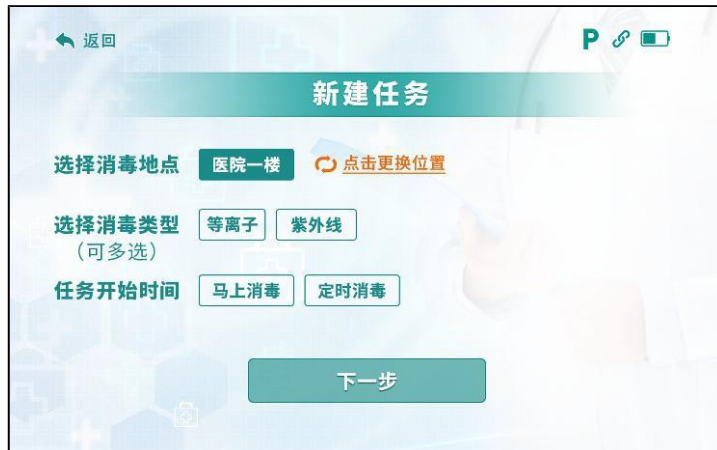 返回 P
新建任务
选择消毒地点 医院一楼 点击更换位置
选择消毒类型 等离子 紫外线
（可多选）
任务开始时间 马上消毒 定时消毒
下一步